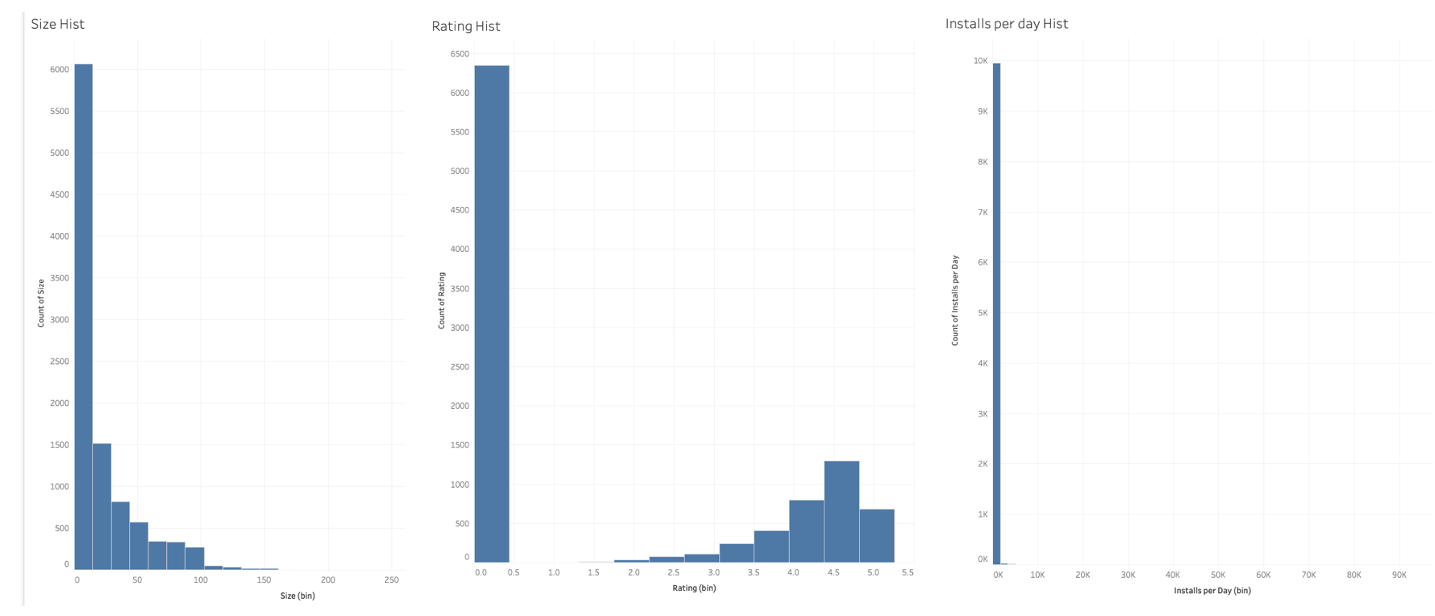 Size Hist
6000
5500
5000
4500
4000
3500
3000
2500
2000
1500
1000
500
0
Count of Size
0 50 100 150 200 250
Size (bin)
Rating Hist
6500
6000
5500
5000
4500
4000
3500
3000
2500
2000
1500
1000
500
0
Count of Rating
0.0 0.5 1.0 1.5 2.0 2.5 3.0 3.5 4.0 4.5 5.0 5.5
Rating (bin)
Installs per day Hist
10K
9K
8K
7K
6K
5K
4K
3K
2K
1K
0K
Count of Installs per Day
0K 10K 20K 30K 40K 50K 60K 70K 80K 90K
Installs per Day (bin)